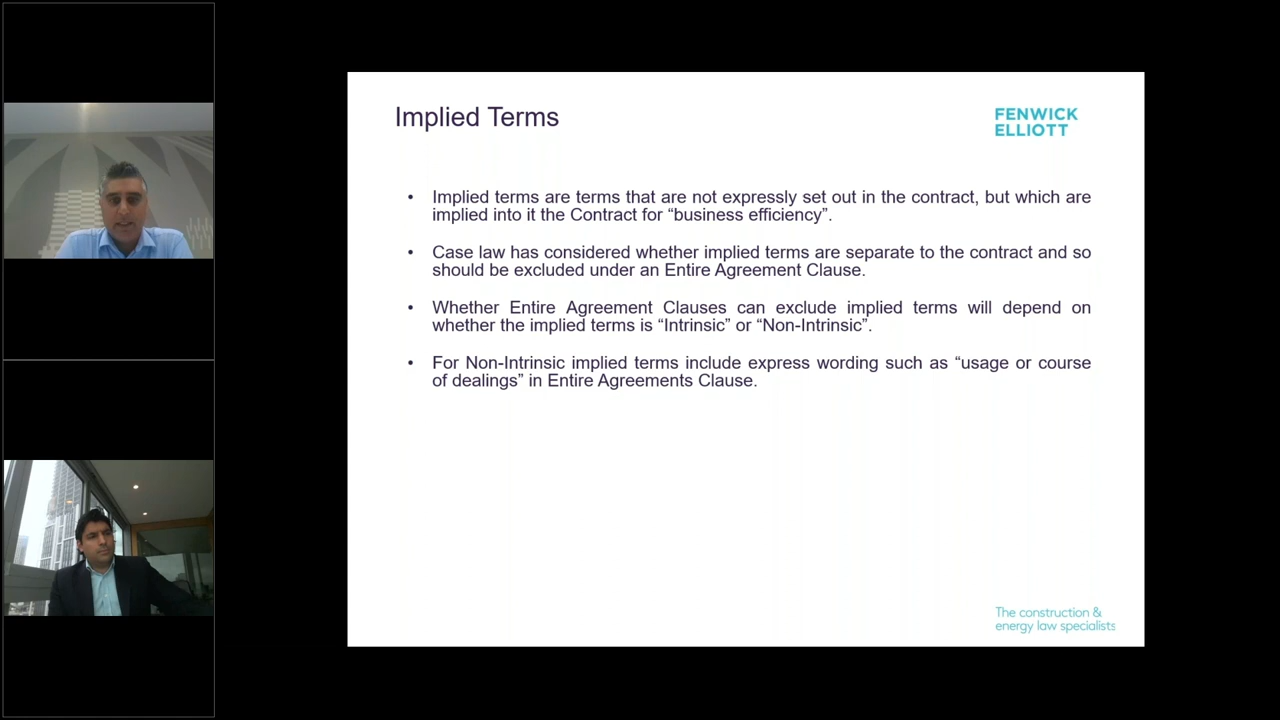 Implied Terms
FENWICK
ELLIOTT
• Implied terms are terms that are not expressly set out in the contract, but which are
implied into it the Contract for “business efficiency”.
• Case law has considered whether implied terms are separate to the contract and so
should be excluded under an Entire Agreement Clause.
• Whether Entire Agreement Clauses can exclude implied terms will depend on
whether the implied terms is “Intrinsic” or “Non-Intrinsic”.
• For Non-Intrinsic implied terms include express wording such as “usage or course
of dealings” in Entire Agreements Clause.
The construction &
energy law specialists